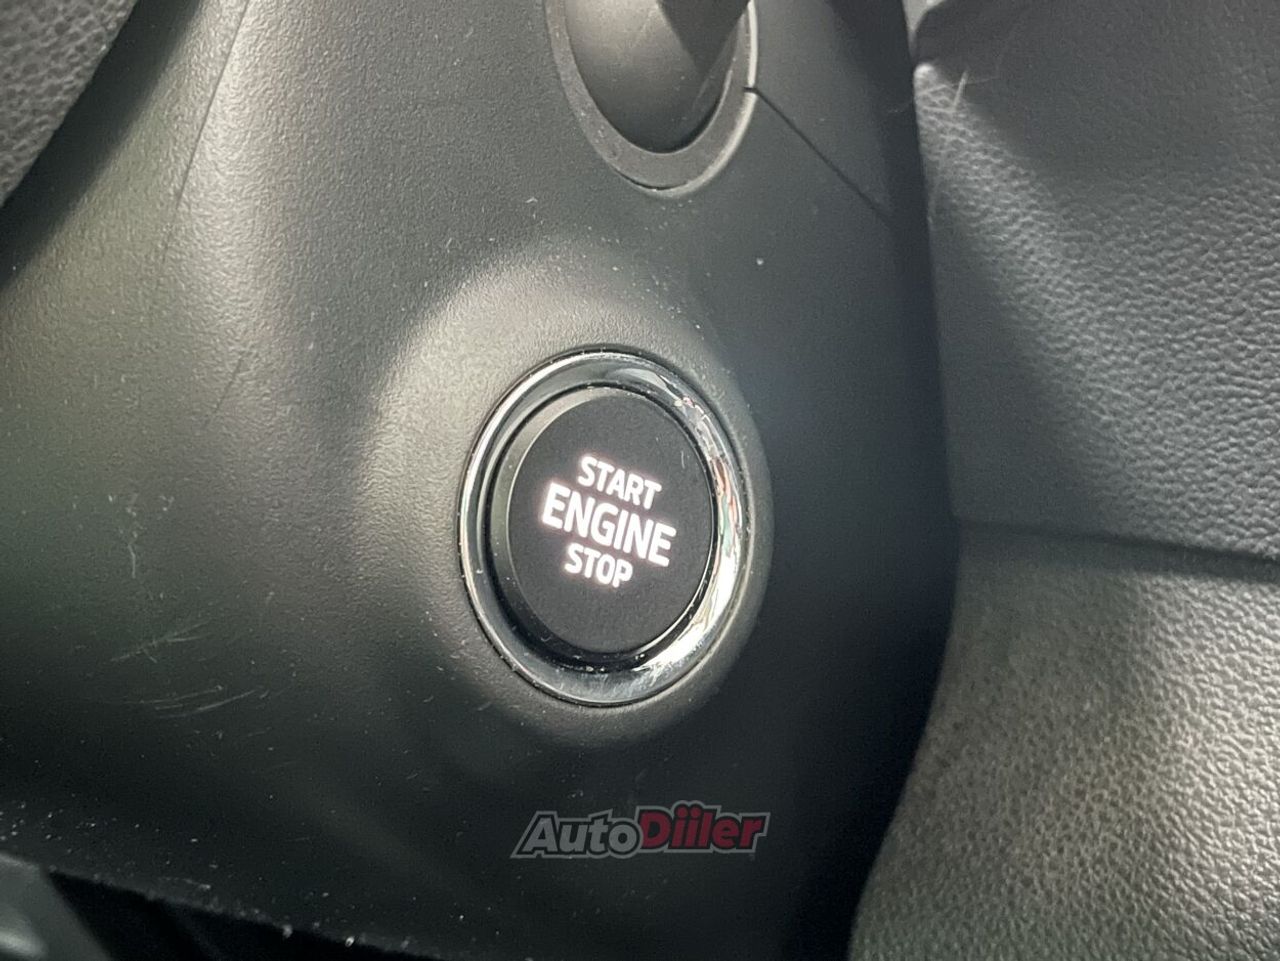 START
ENGINE
STOP
AutoDiiler